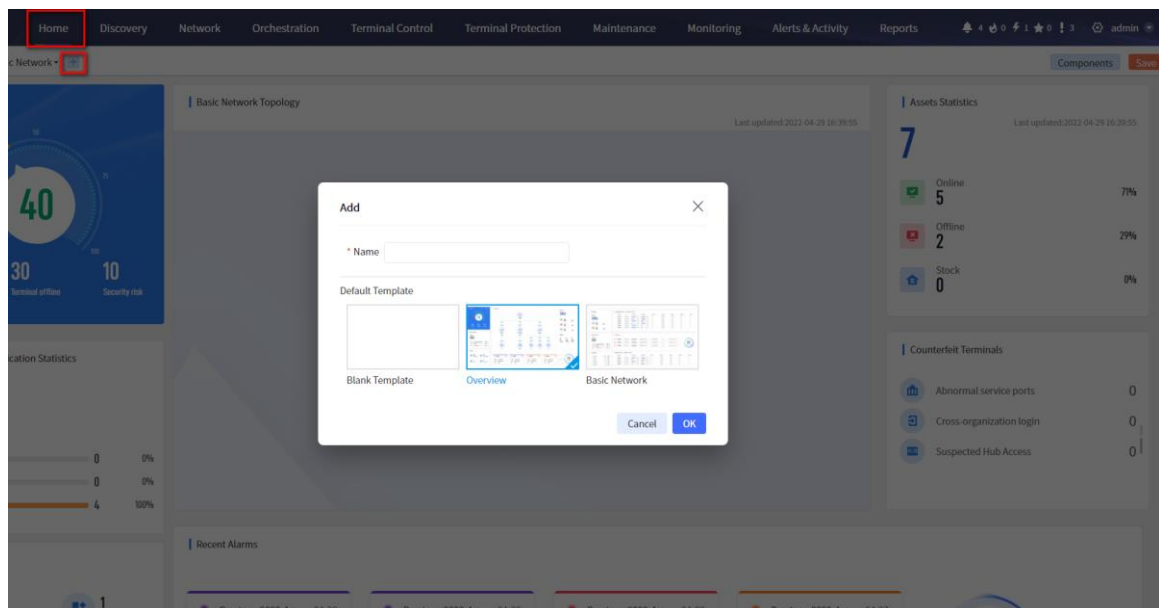 Home Discovery Network Orchestration Terminal Control Terminal Protection Maintenance Monitoring Alerts & Activity Reports 4 0 1 0 3 admin
c Network
Components Save
Basic Network Topology
Last updated:2022-04-29 16:39:55
Assets Statistics
Last updated:2022-04-29 16:39:55
7
Online
5 71%
Offline
2 29%
Stock
0 0%
40
30 10
Terminal offline Security risk
Add
* Name
Default Template
Blank Template Overview Basic Network
Cancel OK
Counterfeit Terminals
Abnormal service ports 0
Cross-organization login 0
Suspected Hub Access 0
ication Statistics
0 0%
0 0%
4 100%
Recent Alarms
1